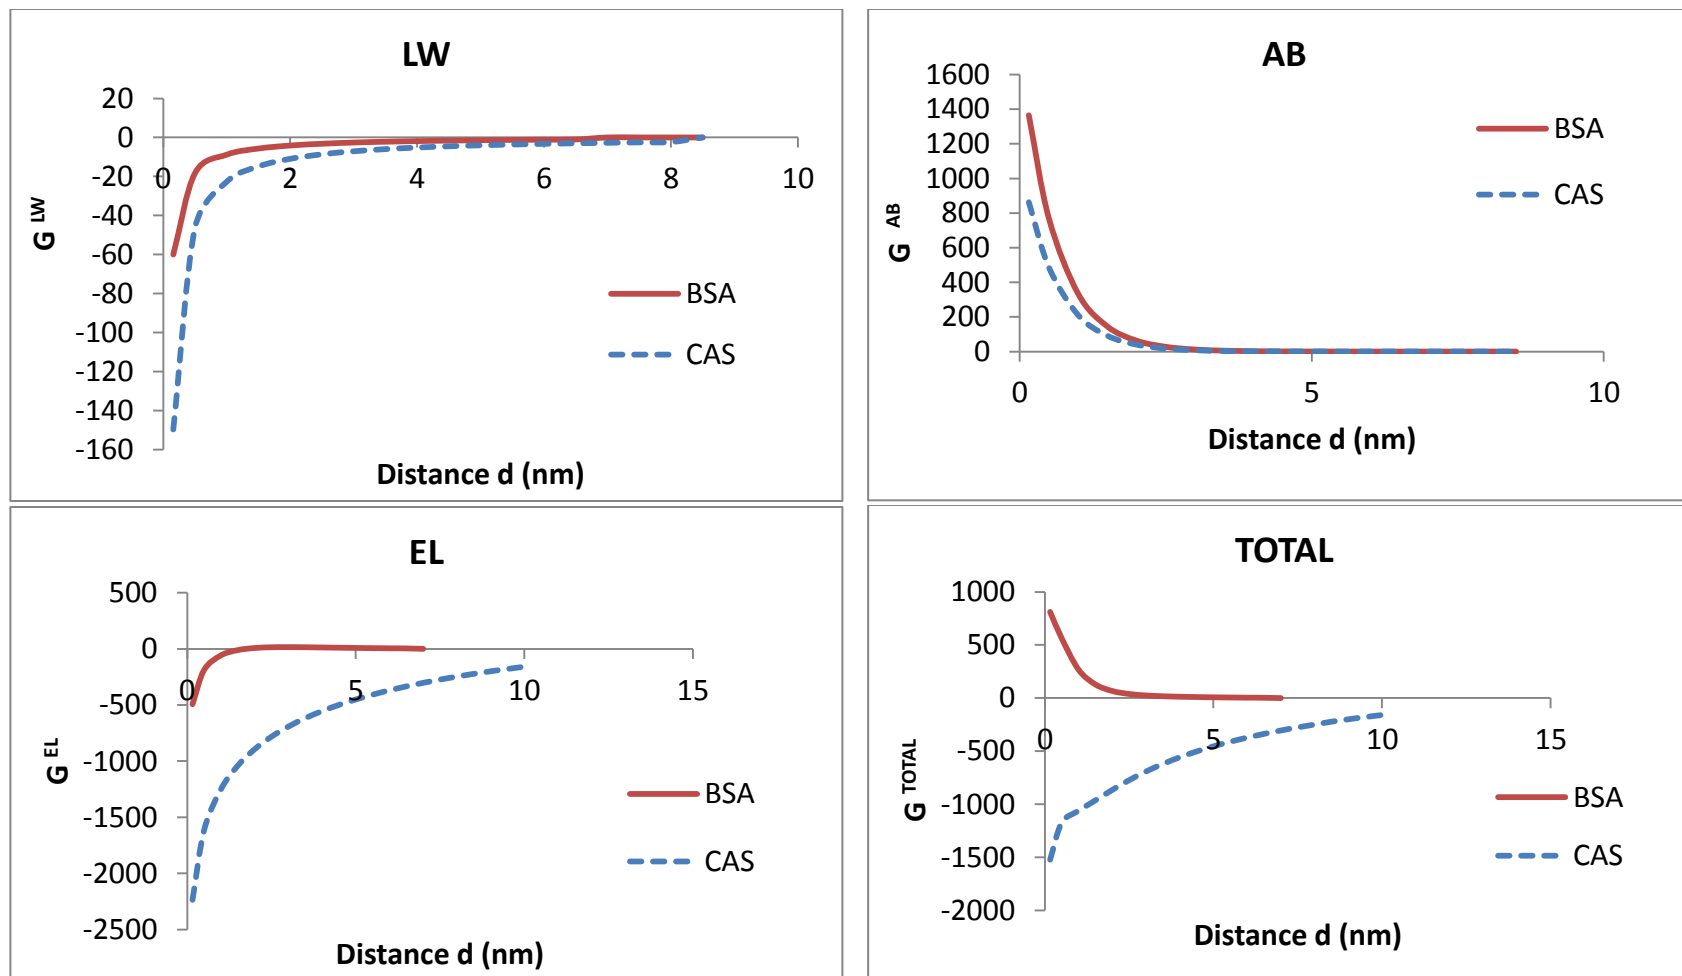 LW
20
0
-20
-40
-60
-80
-100
-120
-140
-160
0
2
4
6
8
10
G LW
BSA
CAS
Distance d (nm)
AB
1600
1400
1200
1000
800
600
400
200
0
0
5
10
G AB
BSA
CAS
Distance d (nm)
EL
500
0
-500
-1000
-1500
-2000
-2500
0
5
10
15
G EL
BSA
CAS
Distance d (nm)
TOTAL
1000
500
0
-500
-1000
-1500
-2000
0
5
10
15
G TOTAL
BSA
CAS
Distance d (nm)